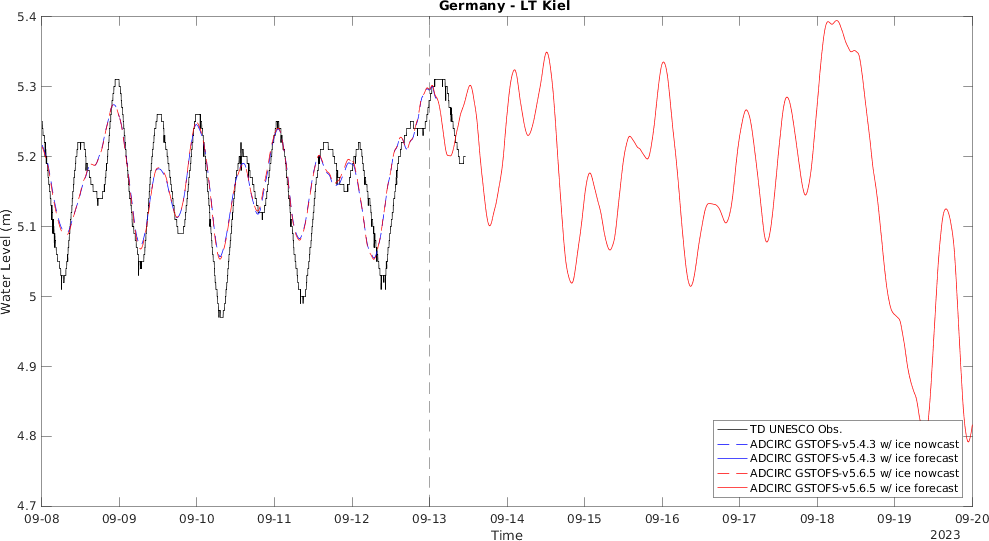 Germany - LT Kiel
5.4
5.3
5.2
5.1
5
4.9
4.8
4.7
Water Level (m)
09-08
09-09
09-10
09-11
09-12
09-13
09-14
09-15
09-16
09-17
09-18
09-19
09-20
Time
2023
TD UNESCO Obs.
ADCIRC GSTOFS-v5.4.3 w/ ice nowcast
ADCIRC GSTOFS-v5.4.3 w/ ice forecast
ADCIRC GSTOFS-v5.6.5 w/ ice nowcast
ADCIRC GSTOFS-v5.6.5 w/ ice forecast